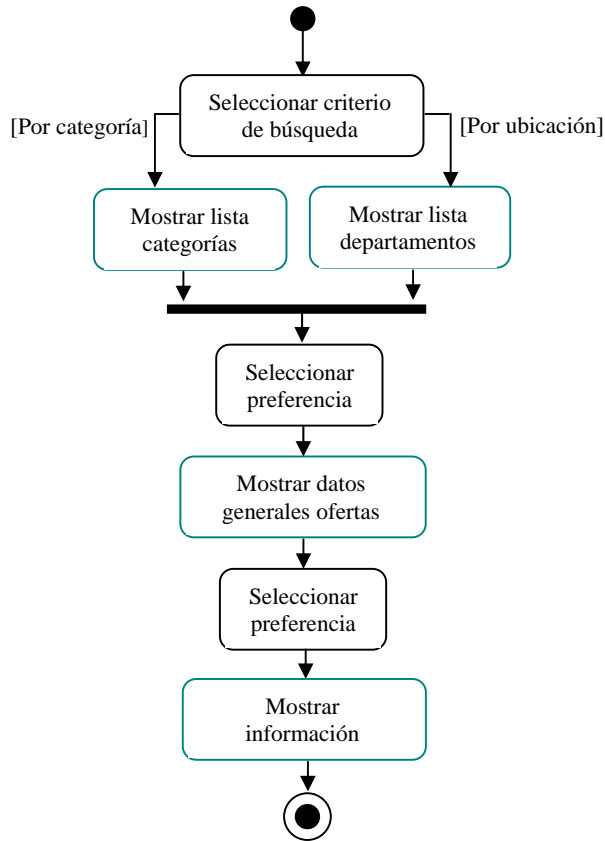 Seleccionar criterio
de búsqueda
[Por categoría]
[Por ubicación]
Mostrar lista
categorías
Mostrar lista
departamentos
Seleccionar
preferencia
Mostrar datos
generales ofertas
Seleccionar
preferencia
Mostrar
información